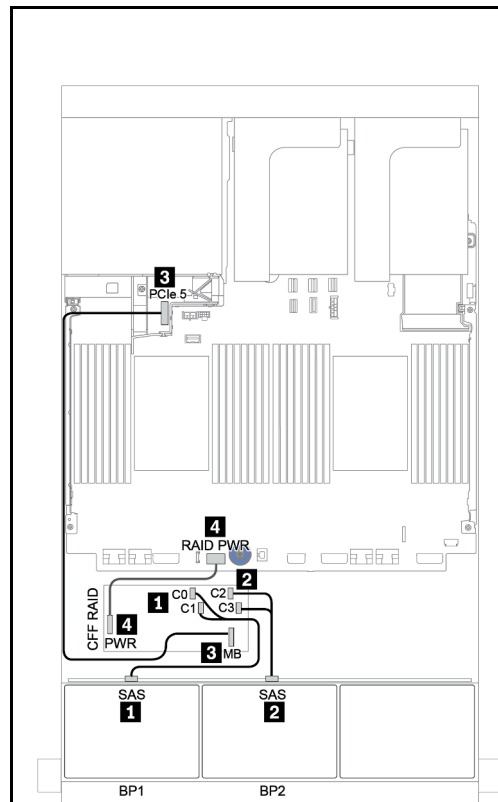 3
PCIe 5
4
RAID PWR
2
1 C0 C2
C1 C3
CFF RAID
4
PWR
3 MB
SAS SAS
1 2
BP1 BP2